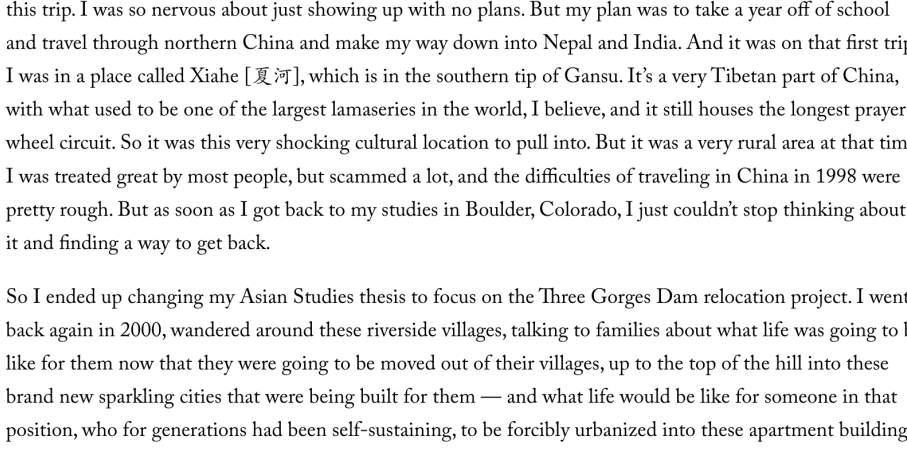 this trip. I was so nervous about just showing up with no plans. But my plan was to take a year off of school
and travel through northern China and make my way down into Nepal and India. And it was on that first trip
I was in a place called Xiahe [夏河], which is in the southern tip of Gansu. It’s a very Tibetan part of China,
with what used to be one of the largest lamaseries in the world, I believe, and it still houses the longest prayer
wheel circuit. So it was this very shocking cultural location to pull into. But it was a very rural area at that tim
I was treated great by most people, but scammed a lot, and the difficulties of traveling in China in 1998 were
pretty rough. But as soon as I got back to my studies in Boulder, Colorado, I just couldn’t stop thinking about
it and finding a way to get back.
So I ended up changing my Asian Studies thesis to focus on the Three Gorges Dam relocation project. I went
back again in 2000, wandered around these riverside villages, talking to families about what life was going to
like for them now that they were going to be moved out of their villages, up to the top of the hill into these
brand new sparkling cities that were being built for them — and what life would be like for someone in that
position, who for generations had been self-sustaining, to be forcibly urbanized into these apartment building